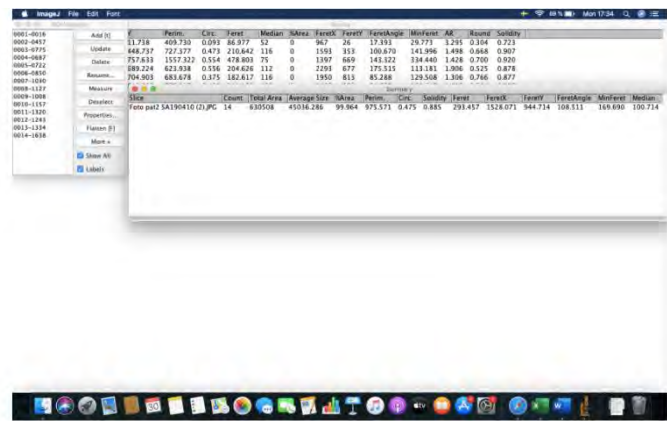 ImageJ File Edit Font Mon 17:34
Perim. Circ. Feret Median %Area FeretX FeretY FeretAngle MinFeret AR Round Solidity
11.738 409.730 0.093 86.977 52 0 967 26 17.393 29.773 3.295 0.304 0.723
448.737 727.377 0.473 210.642 116 0 1593 353 100.670 141.996 1.498 0.668 0.907
757.633 1557.322 0.554 478.803 75 0 1397 669 143.322 334.440 1.428 0.700 0.920
689.224 623.938 0.556 204.626 112 0 2293 677 175.515 113.181 1.906 0.525 0.878
704.903 683.678 0.375 182.617 116 0 1950 815 85.288 129.508 1.306 0.766 0.877
0001-0016
0002-0457
0003-0775
0004-0687
0005-0722
0006-0850
0007-1030
0008-1127
0009-1008
0010-1157
0011-1320
0012-1243
0013-1334
0014-1638
Add [t]
Update
Delete
Rename...
Measure
Deselect
Properties...
Flatten [F]
More »
Show All
Labels
Summary
Slice Count Total Area Average Size %Area Perim. Circ. Solidity Feret FeretX FeretY FeretAngle MinFeret Median
Foto pat2 SA190410 (2).JPG 14 630508 45036.286 99.964 975.571 0.475 0.885 293.457 1528.071 944.714 108.511 169.690 100.714